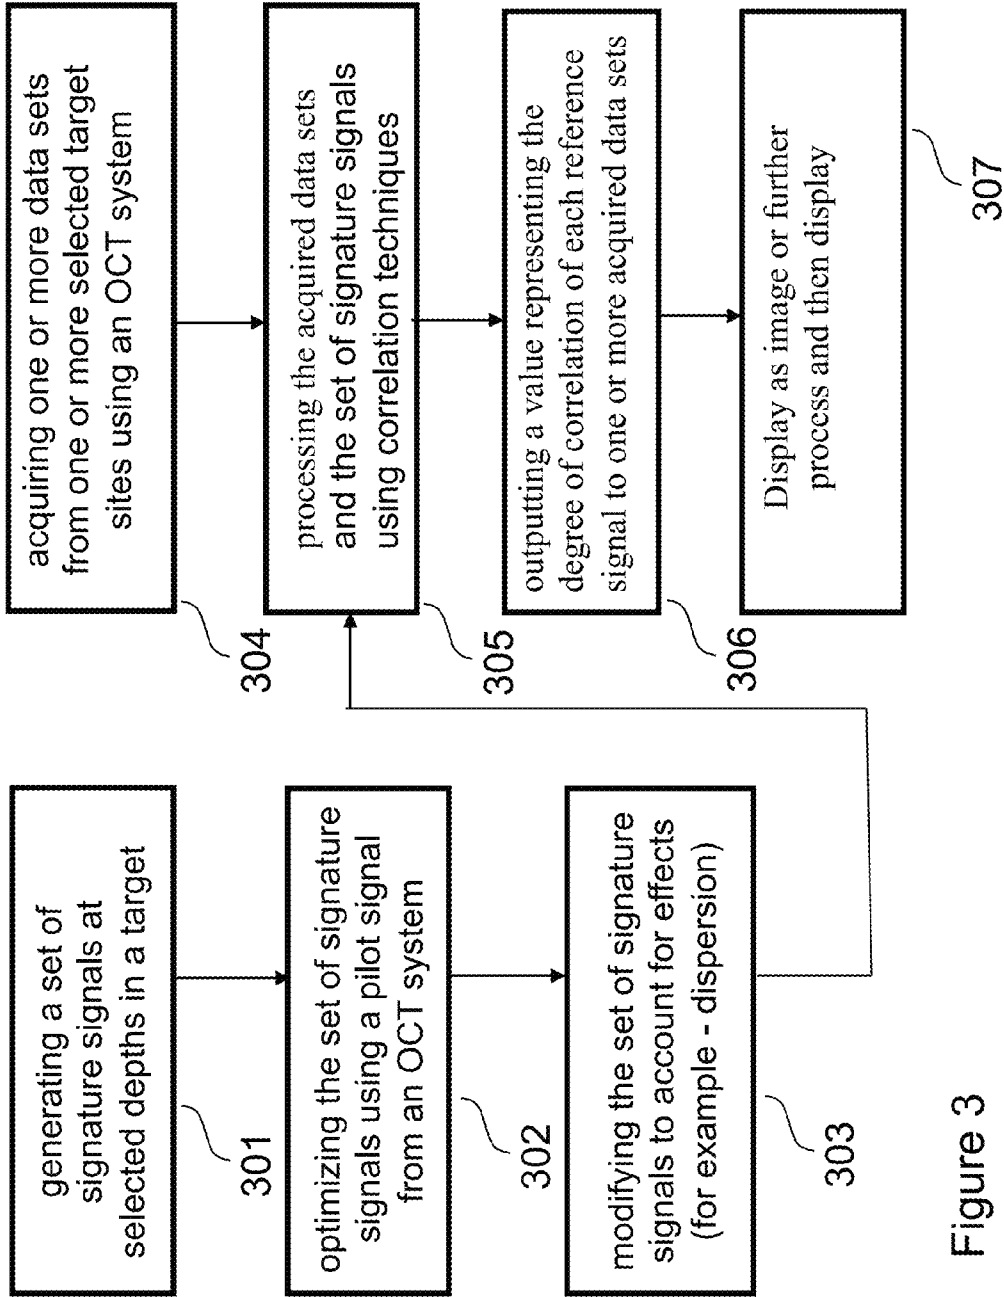 generating a set of
signature signals at
selected depths in a target
301
optimizing the set of signature
signals using a pilot signal
from an OCT system
302
modifying the set of signature
signals to account for effects
(for example - dispersion)
303
acquiring one or more data sets
from one or more selected target
sites using an OCT system
304
processing the acquired data sets
and the set of signature signals
using correlation techniques
305
outputting a value representing the
degree of correlation of each reference
signal to one or more acquired data sets
306
Display as image or further
process and then display
307
Figure 3